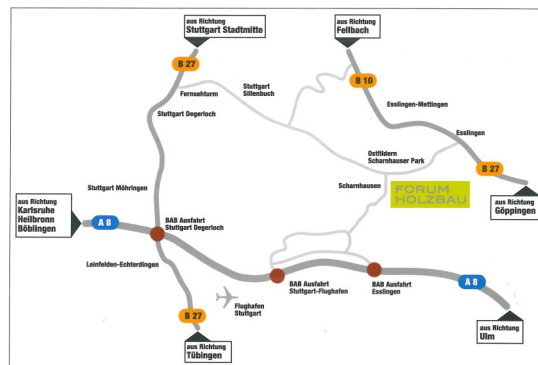 aus Richtung
Stuttgart Stadtmitte
aus Richtung
Fellbach
B 27
B 10
Fernsehturm
Stuttgart
Sillenbuch
Stuttgart Degerloch
Esslingen-Mettingen
Esslingen
Ostfildern
Scharnhauser Park
B 27
Stuttgart Möhringen
Scharnhausen
FORUM
HOLZBAU
aus Richtung
Göppingen
aus Richtung
Karlsruhe
Heilbronn
Böblingen
A 8
BAB Ausfahrt
Stuttgart Degerloch
Leinfelden-Echterdingen
BAB Ausfahrt
Stuttgart-Flughafen
BAB Ausfahrt
Esslingen
A 8
Flughafen
Stuttgart
B 27
aus Richtung
Tübingen
aus Richtung
Ulm